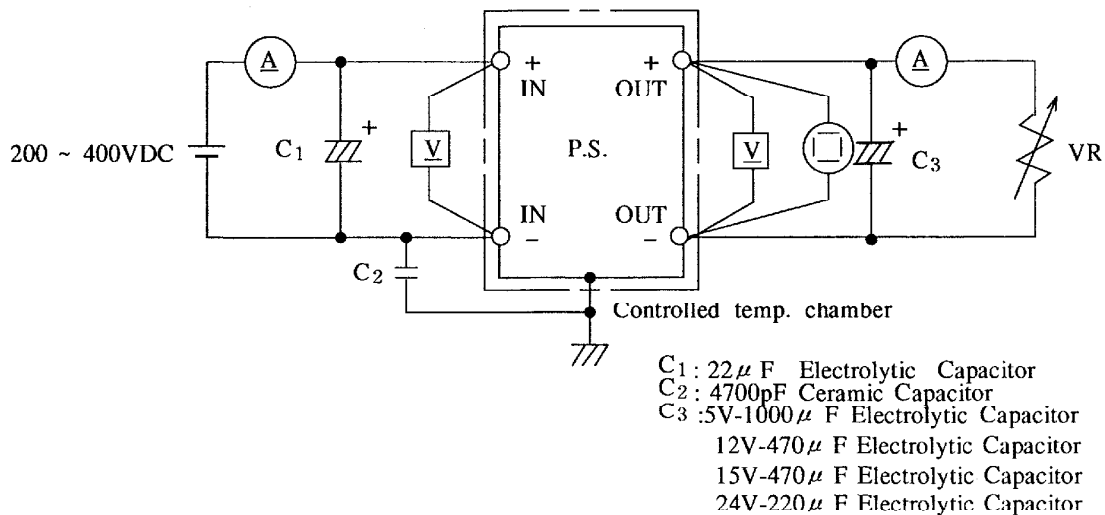 A
A
+
+
+
+
IN
OUT
200 ~ 400VDC
C1
V
P.S.
V
C3
VR
IN
OUT
−
−
C2
Controlled temp. chamber
C1 : 22μ F Electrolytic Capacitor
C2 : 4700pF Ceramic Capacitor
C3 :5V-1000μ F Electrolytic Capacitor
12V-470μ F Electrolytic Capacitor
15V-470μ F Electrolytic Capacitor
24V-220μ F Electrolytic Capacitor